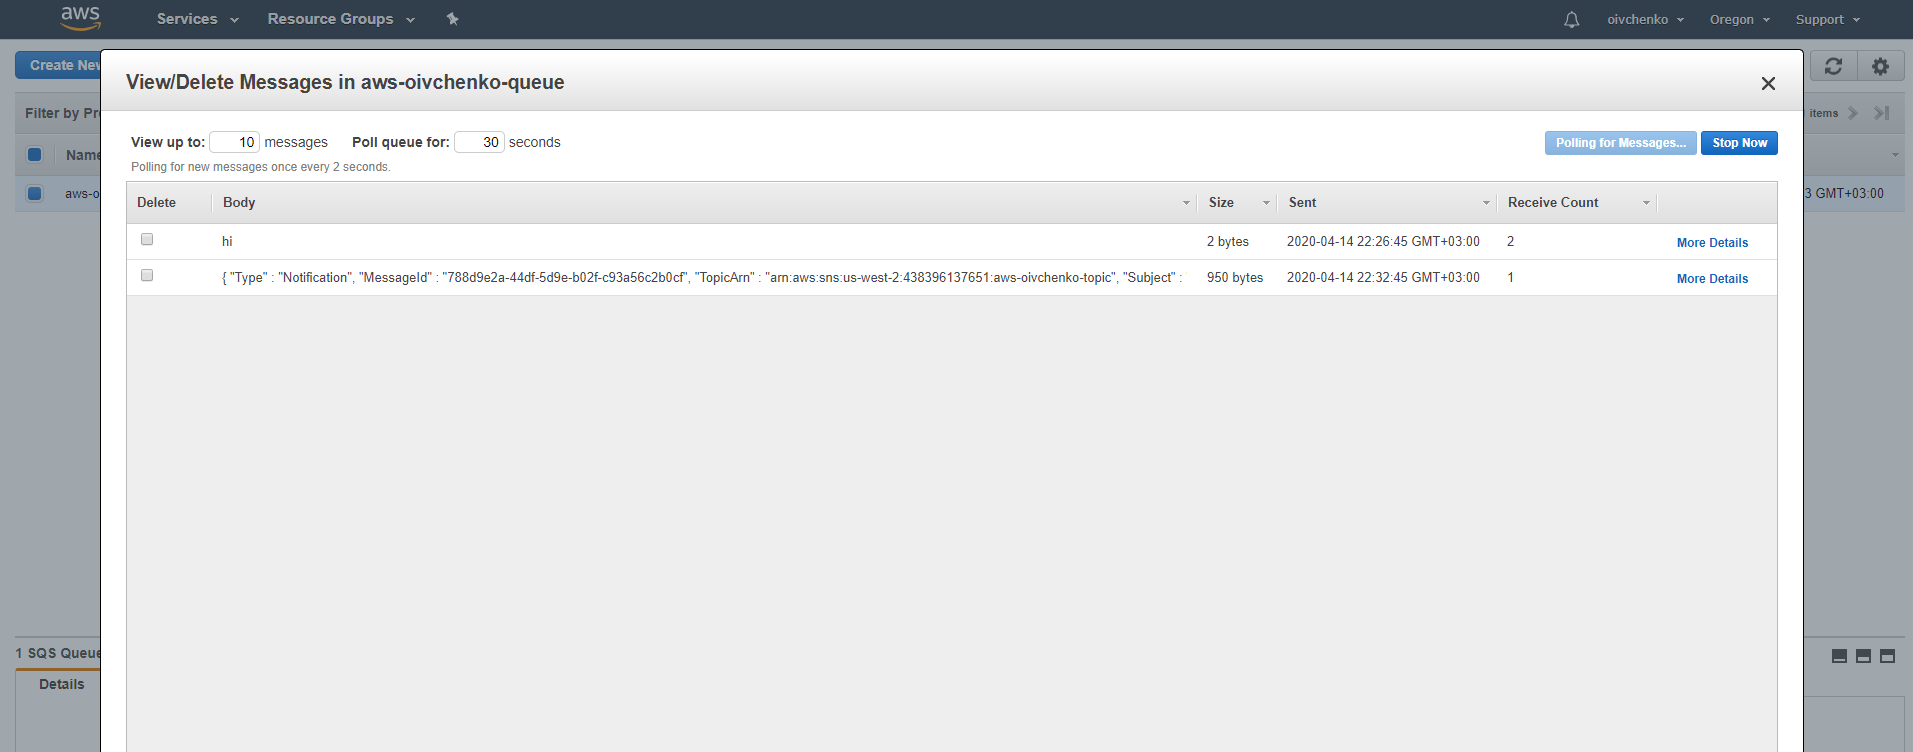 aws Services Resource Groups oivchenko Oregon Support
Create New
View/Delete Messages in aws-oivchenko-queue
Filter by Pre
items
View up to: 10 messages Poll queue for: 30 seconds Polling for Messages... Stop Now
Name
Polling for new messages once every 2 seconds.
aws-o
3 GMT+03:00
Delete Body Size Sent Receive Count
hi 2 bytes 2020-04-14 22:26:45 GMT+03:00 2 More Details
{ "Type" : "Notification", "MessageId" : "788d9e2a-44df-5d9e-b02f-c93a56c2b0cf", "TopicArn" : "arn:aws:sns:us-west-2:438396137651:aws-oivchenko-topic", "Subject" : 950 bytes 2020-04-14 22:32:45 GMT+03:00 1 More Details
1 SQS Queue
Details